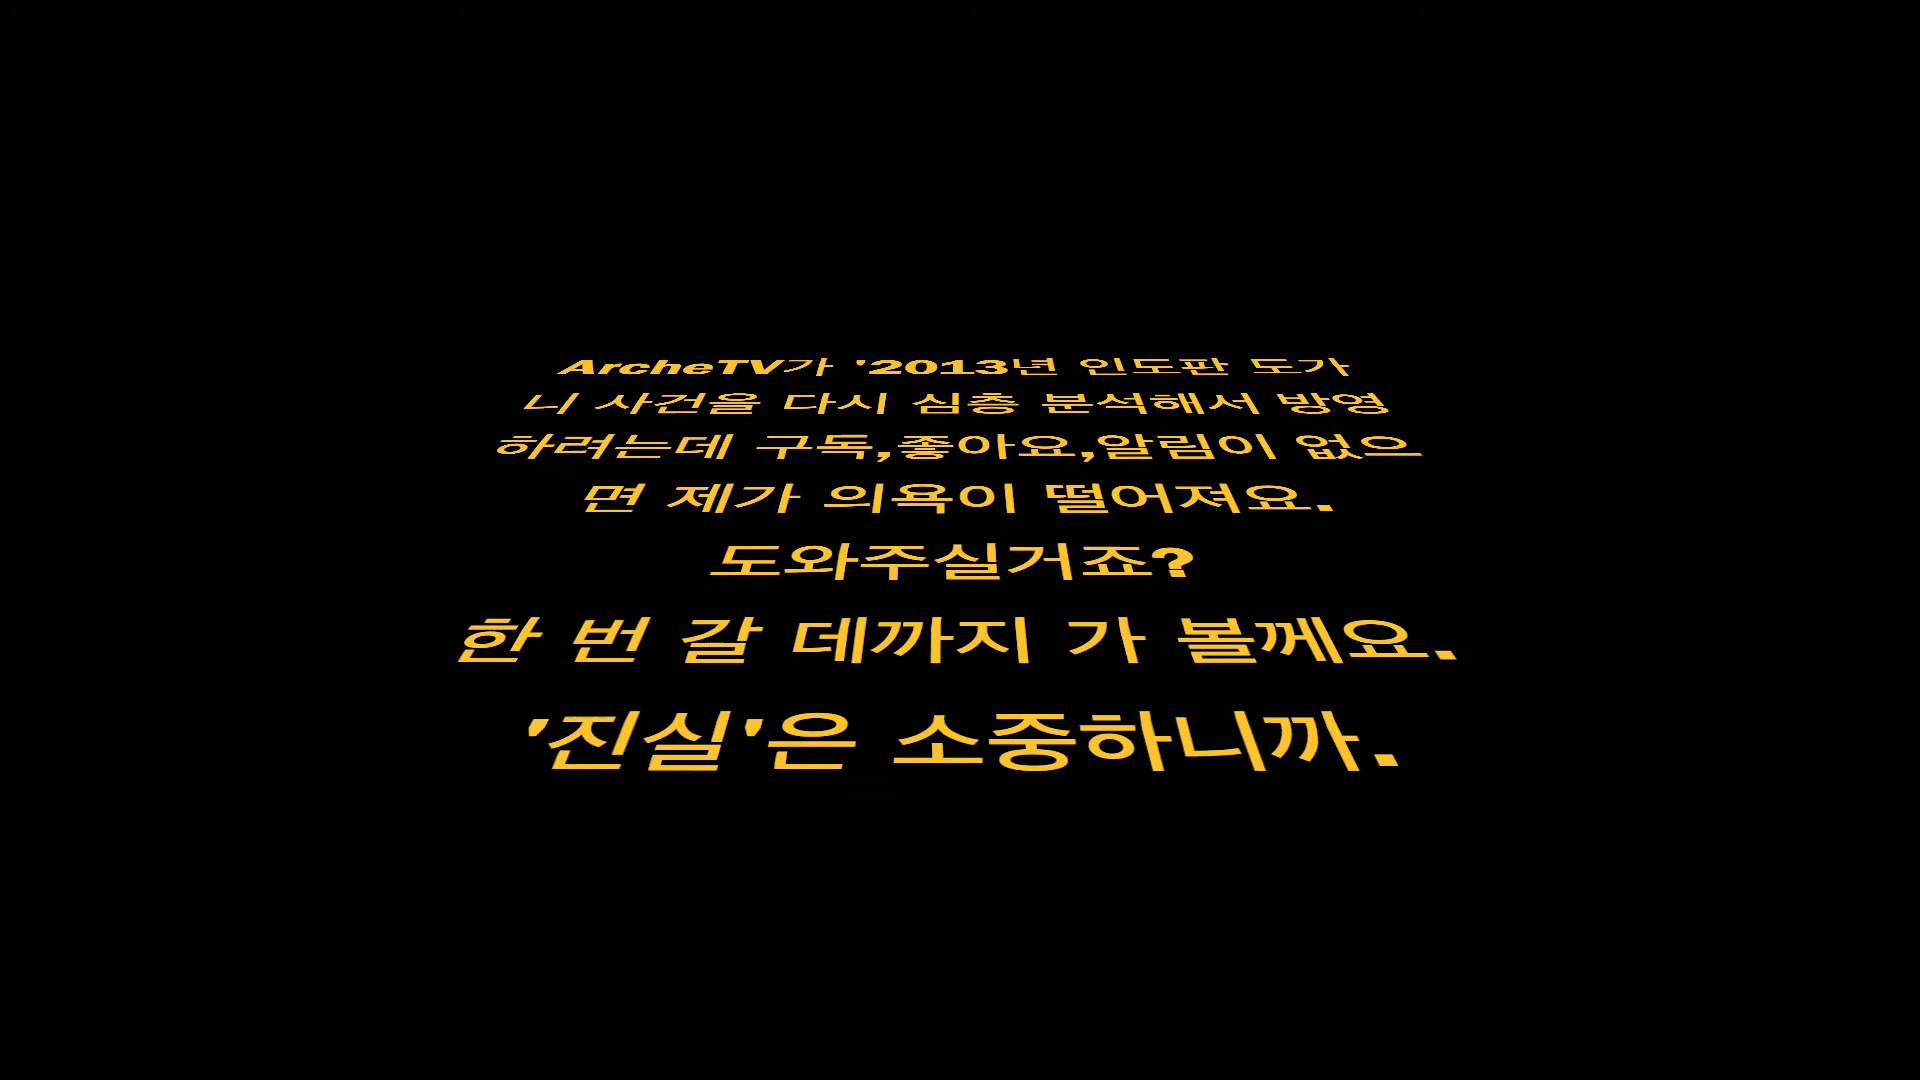 ArcheTV가 '2013년 인도판 도가
니 사건을 다시 심층 분석해서 방영
하려는데 구독,좋아요,알림이 없으
면 제가 의욕이 떨어져요.
도와주실거죠?
한 번 갈 데까지 가 볼께요.
'진실'은 소중하니까.